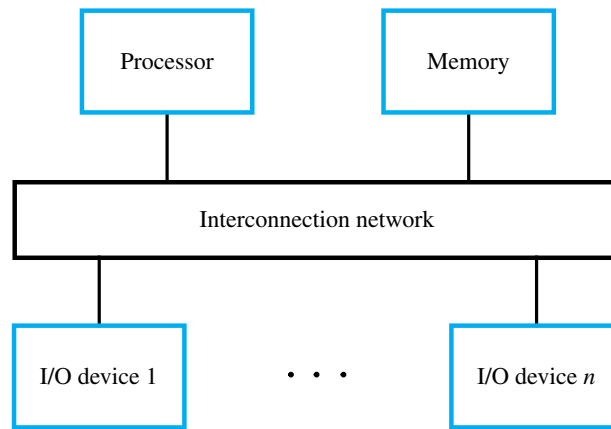 Processor
Memory
Interconnection network
I/O device 1
. . .
I/O device n